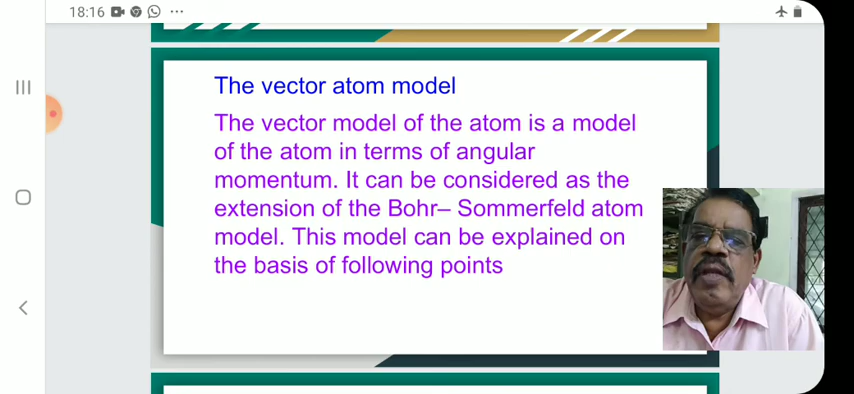 18:16
The vector atom model
The vector model of the atom is a model
of the atom in terms of angular
momentum. It can be considered as the
extension of the Bohr– Sommerfeld atom
model. This model can be explained on
the basis of following points